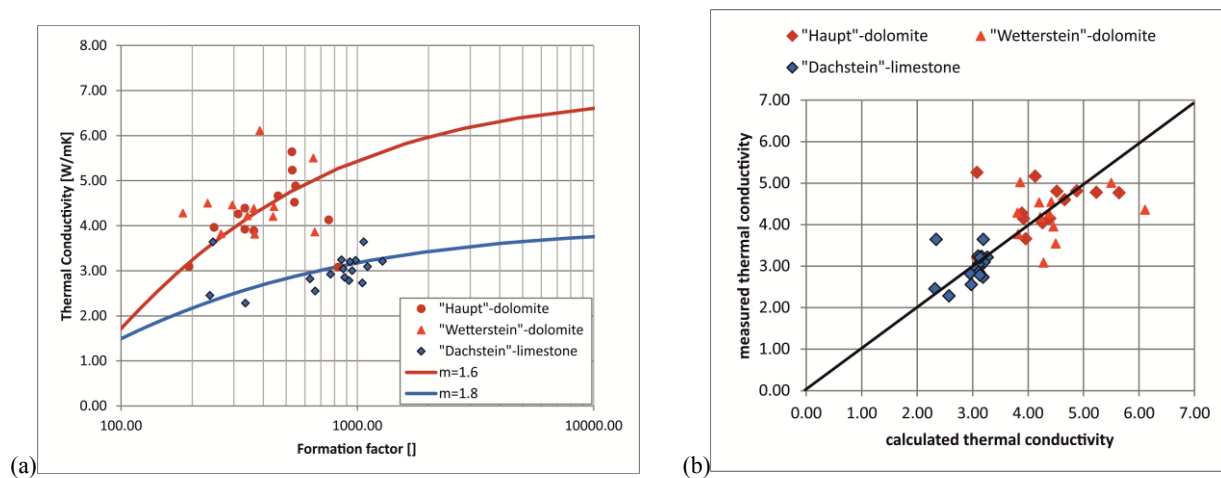 8.00
7.00
6.00
5.00
4.00
3.00
2.00
1.00
0.00
Thermal Conductivity [W/mK]
"Haupt"-dolomite
"Wetterstein"-dolomite
"Dachstein"-limestone
m=1.6
m=1.8
100.00 1000.00 10000.00
Formation factor []
(a)
"Haupt"-dolomite "Wetterstein"-dolomite
"Dachstein"-limestone
7.00
6.00
5.00
4.00
3.00
2.00
1.00
0.00
measured thermal conductivity
0.00 1.00 2.00 3.00 4.00 5.00 6.00 7.00
calculated thermal conductivity
(b)